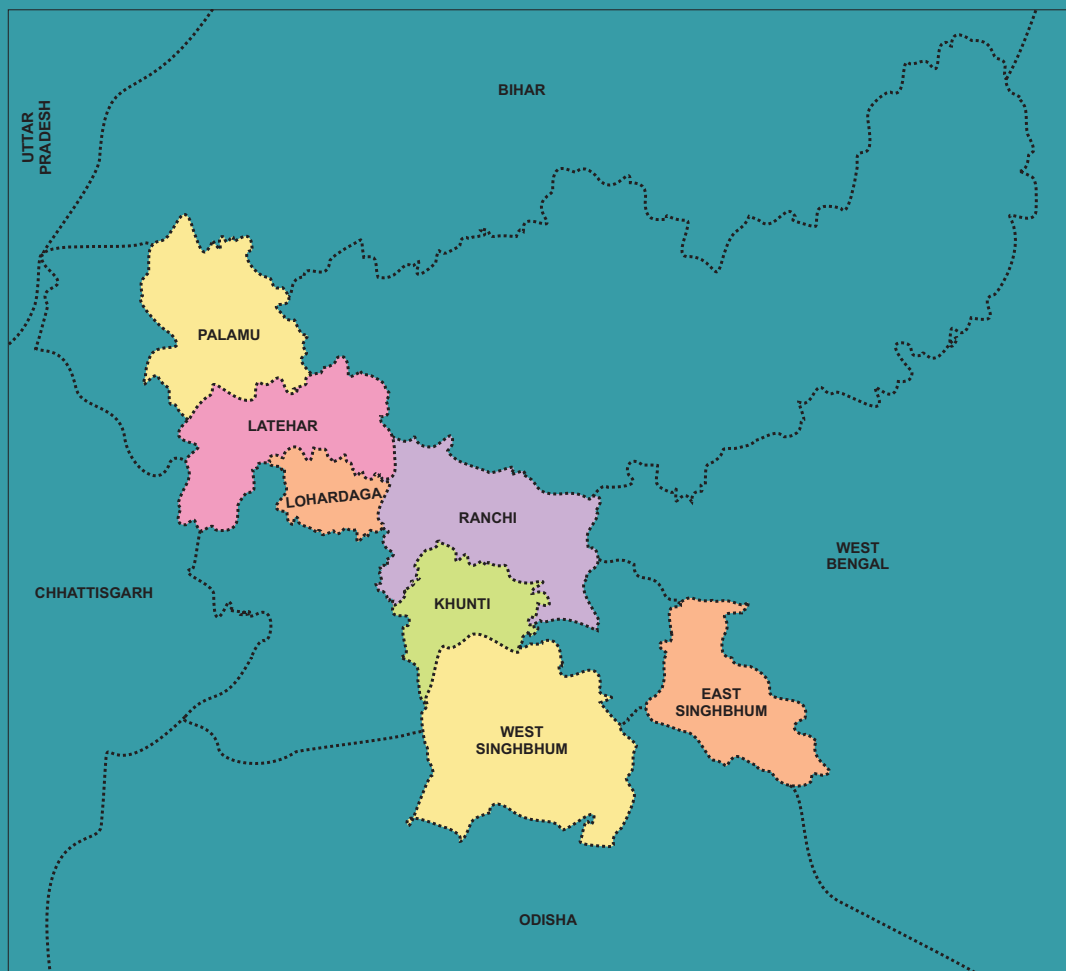 BIHAR
UTTAR
PRADESH
PALAMU
LATEHAR
LOHARDAGA
RANCHI
WEST
BENGAL
CHHATTISGARH
KHUNTI
EAST
SINGHBHUM
WEST
SINGHBHUM
ODISHA